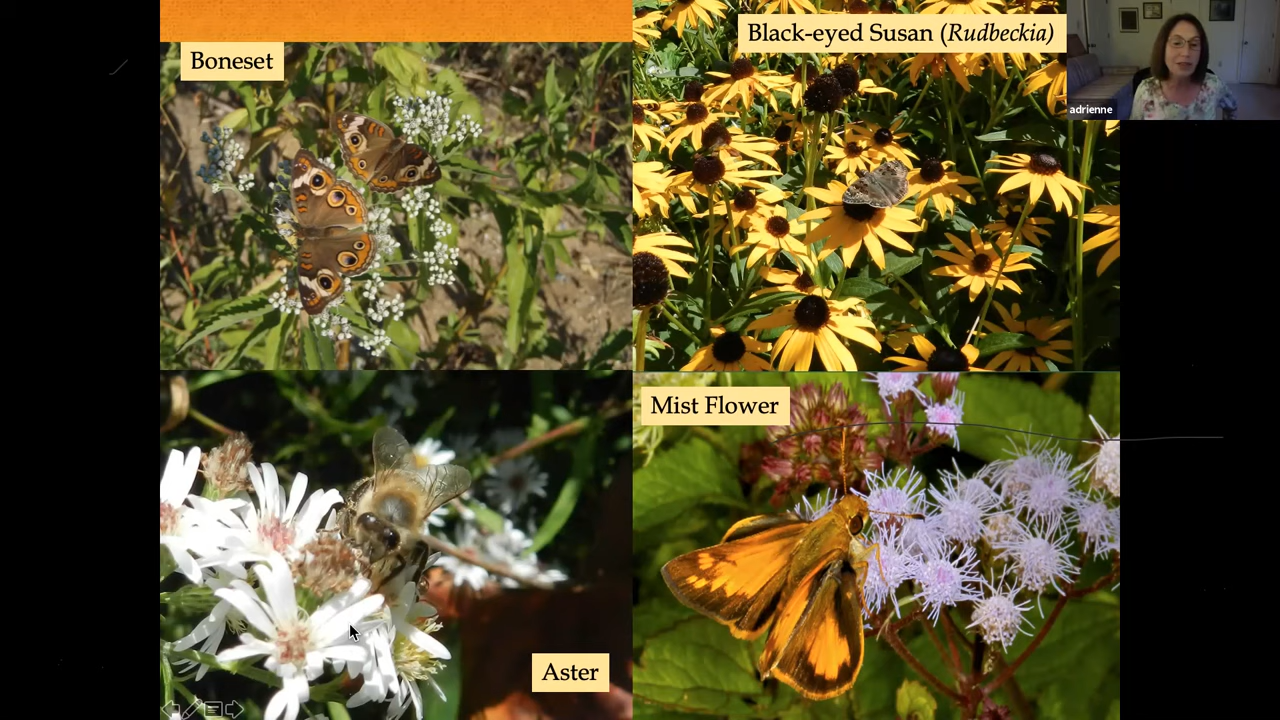 Boneset
Black-eyed Susan (Rudbeckia)
adrienne
Mist Flower
Aster